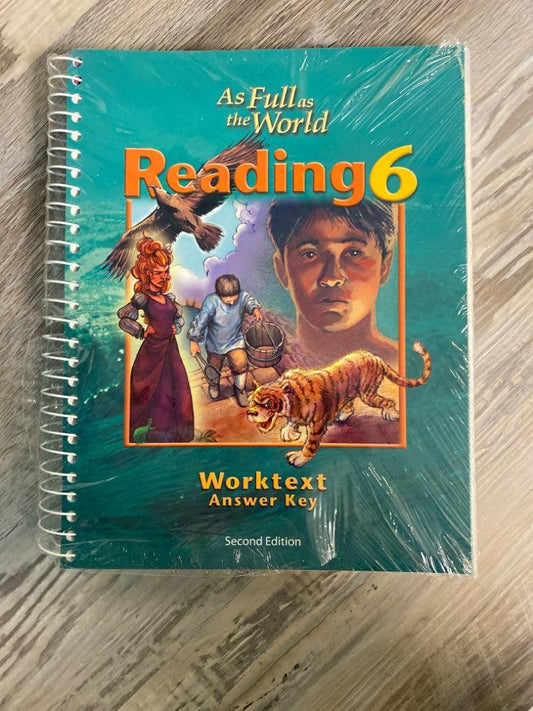 As Full as
the World
Reading 6
Worktext
Answer Key
Second Edition